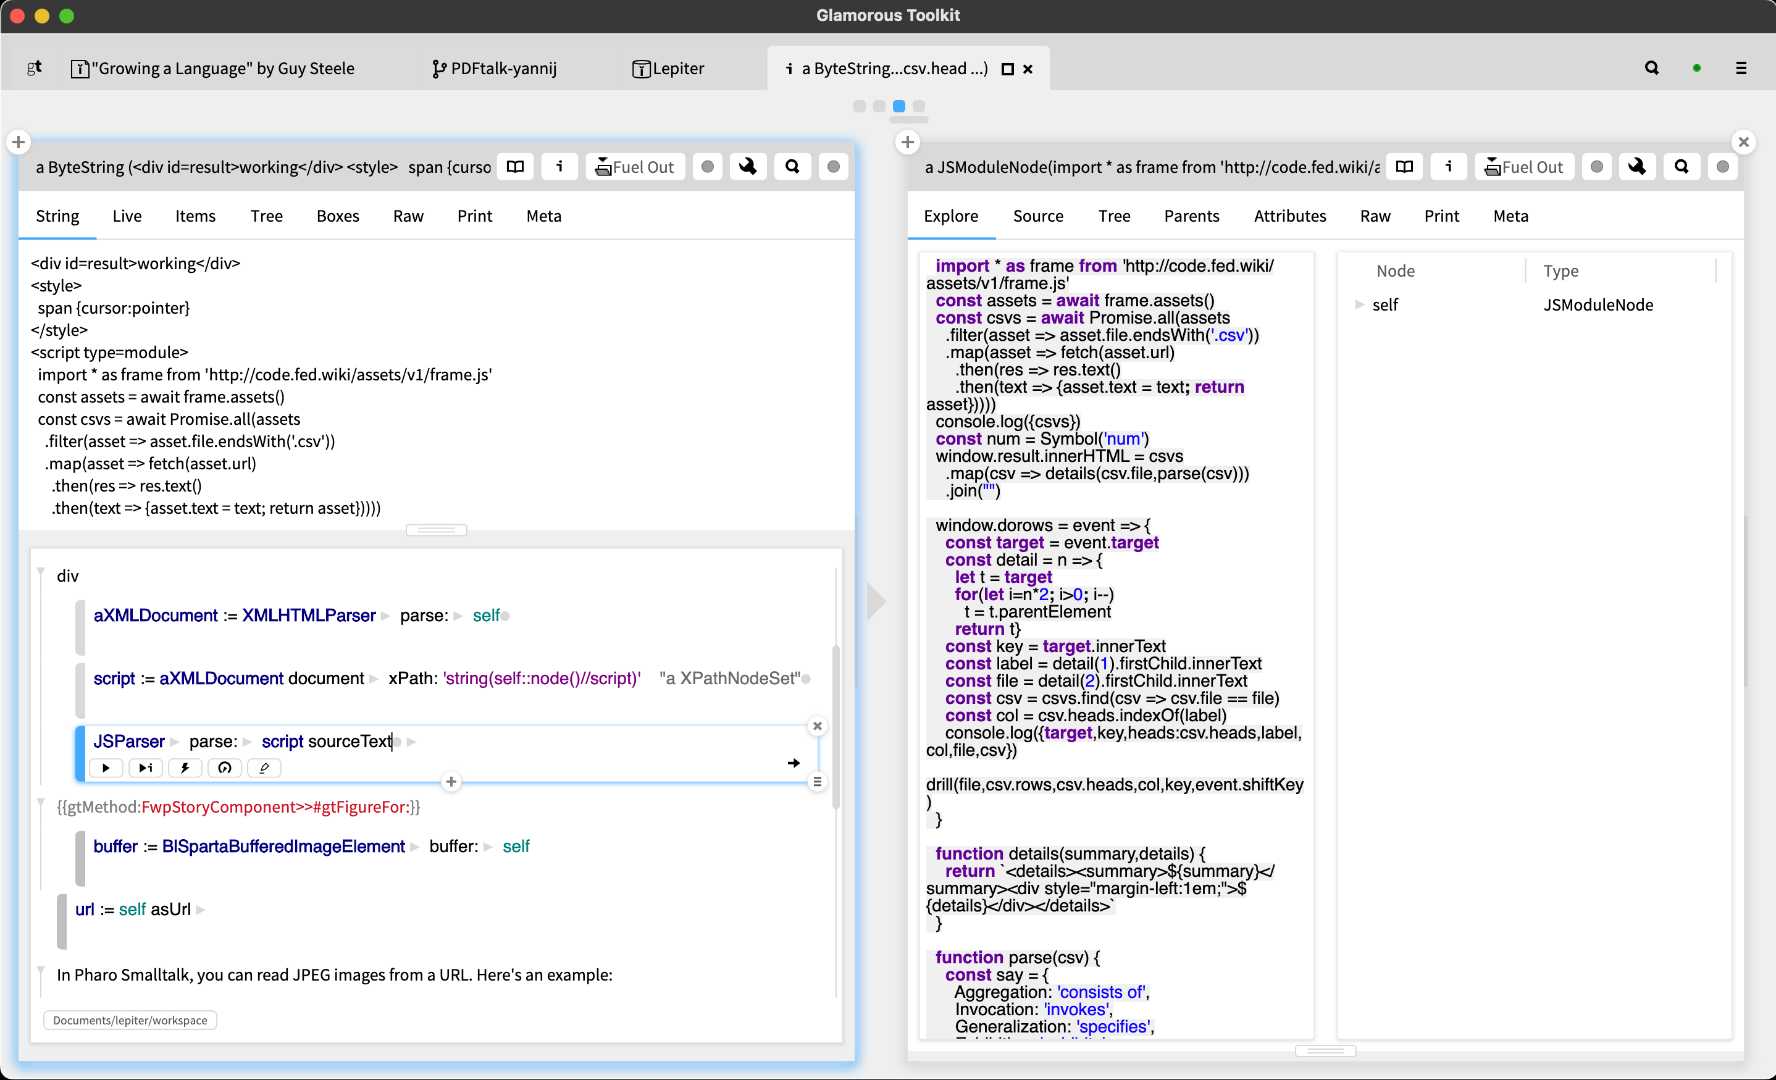 Glamorous Toolkit
gt
"Growing a Language" by Guy Steele
PDFtalk-yannij
Lepiter
i a ByteString...csv.head ...)
a ByteString (<div id=result>working</div> <style>  span {curso
i
Fuel Out
String Live Items Tree Boxes Raw Print Meta
<div id=result>working</div>
<style>
span {cursor:pointer}
</style>
<script type=module>
import * as frame from 'http://code.fed.wiki/assets/v1/frame.js'
const assets = await frame.assets()
const csvs = await Promise.all(assets
.filter(asset => asset.file.endsWith('.csv'))
.map(asset => fetch(asset.url)
.then(res => res.text()
.then(text => {asset.text = text; return asset}))))
div
aXMLDocument := XMLHTMLParser parse: self
script := aXMLDocument document xPath: 'string(self::node()//script)' "a XPathNodeSet"
JSParser parse: script sourceText
i
{{gtMethod:FwpStoryComponent>>#gtFigureFor:}}
buffer := BlSpartaBufferedImageElement buffer: self
url := self asUrl
In Pharo Smalltalk, you can read JPEG images from a URL. Here's an example:
Documents/lepiter/workspace
a JSModuleNode(import * as frame from 'http://code.fed.wiki/a
i
Fuel Out
Explore Source Tree Parents Attributes Raw Print Meta
import * as frame from 'http://code.fed.wiki/
assets/v1/frame.js'
const assets = await frame.assets()
const csvs = await Promise.all(assets
.filter(asset => asset.file.endsWith('.csv'))
.map(asset => fetch(asset.url)
.then(res => res.text()
.then(text => {asset.text = text; return
asset}))))
console.log({csvs})
const num = Symbol('num')
window.result.innerHTML = csvs
.map(csv => details(csv.file,parse(csv)))
.join("")
window.dorows = event => {
const target = event.target
const detail = n => {
let t = target
for(let i=n*2; i>0; i--)
t = t.parentElement
return t}
const key = target.innerText
const label = detail(1).firstChild.innerText
const file = detail(2).firstChild.innerText
const csv = csvs.find(csv => csv.file == file)
const col = csv.heads.indexOf(label)
console.log({target,key,heads:csv.heads,label,
col,file,csv})
drill(file,csv.rows,csv.heads,col,key,event.shiftKey
)
}
function details(summary,details) {
return `<details><summary>${summary}</
summary><div style="margin-left:1em;">$
{details}</div></details>`
}
function parse(csv) {
const say = {
Aggregation: 'consists of',
Invocation: 'invokes',
Generalization: 'specifies',
Node Type
self JSModuleNode